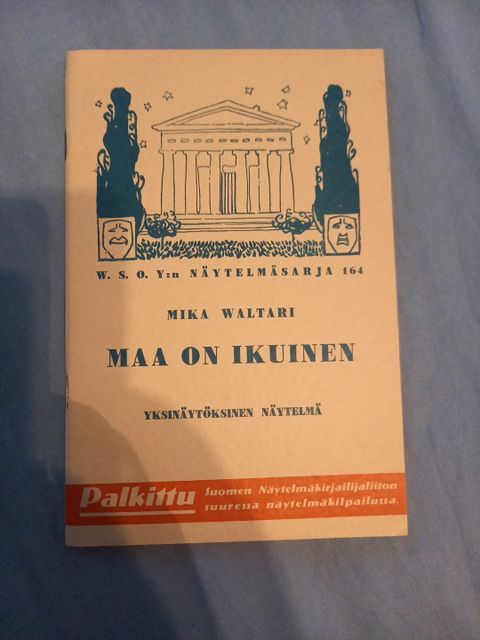 W. S. O. Y:n NÄYTELMÄSARJA 164
MIKA WALTARI
MAA ON IKUINEN
YKSINÄYTÖKSINEN NÄYTELMÄ
Palkittu Suomen Näytelmäkirjailijaliiton
suuressa näytelmäkilpailussa.